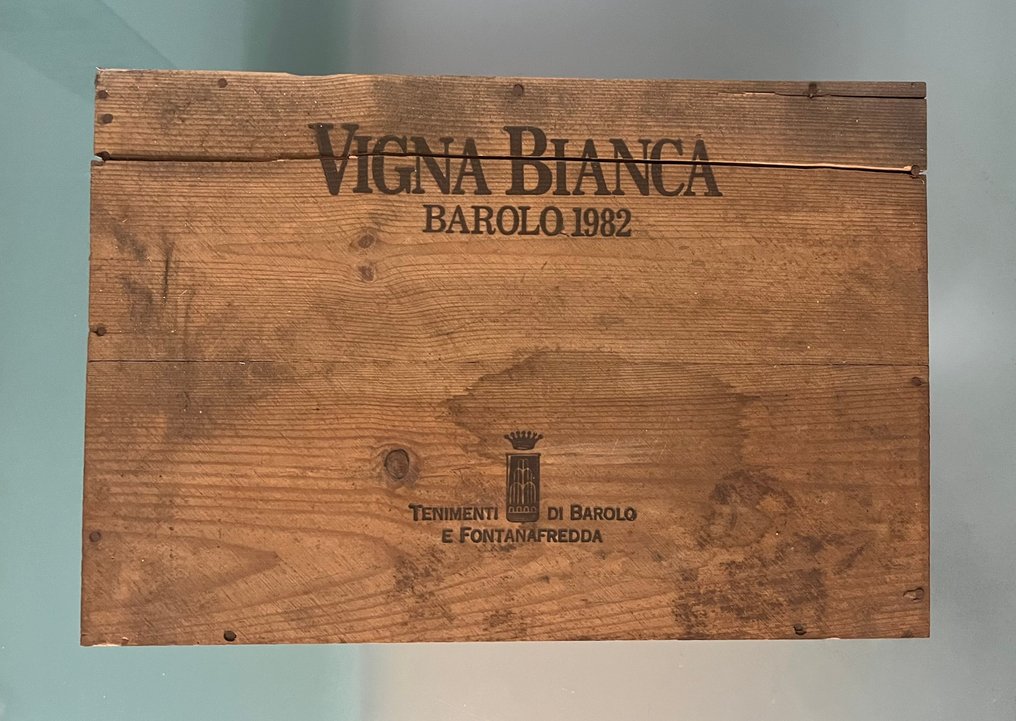 VIGNA BIANCA
BAROLO 1982
TENIMENTI DI BAROLO
E FONTANAFREDDA